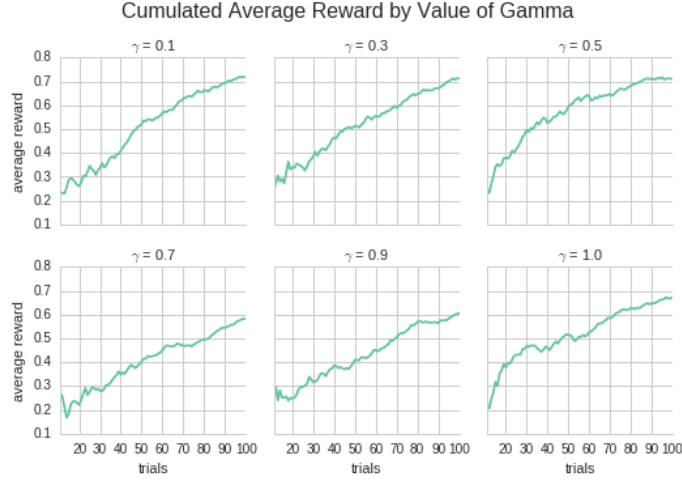 Cumulated Average Reward by Value of Gamma
γ = 0.1
γ = 0.3
γ = 0.5
0.8
0.7
0.6
0.5
0.4
0.3
0.2
0.1
average reward
γ = 0.7
γ = 0.9
γ = 1.0
0.8
0.7
0.6
0.5
0.4
0.3
0.2
0.1
average reward
20 30 40 50 60 70 80 90 100
20 30 40 50 60 70 80 90 100
20 30 40 50 60 70 80 90 100
trials
trials
trials